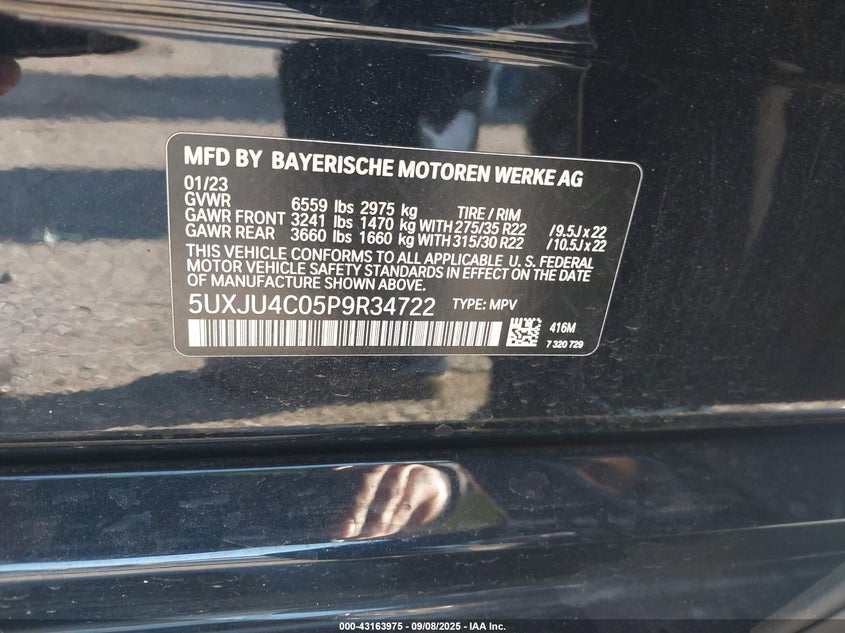 MFD BY BAYERISCHE MOTOREN WERKE AG
01/23
GVWR 6559 lbs 2975 kg TIRE / RIM
GAWR FRONT 3241 lbs 1470 kg WITH 275/35 R22 /9.5J x 22
GAWR REAR 3660 lbs 1660 kg WITH 315/30 R22 /10.5J x 22
THIS VEHICLE CONFORMS TO ALL APPLICABLE U. S. FEDERAL
MOTOR VEHICLE SAFETY STANDARDS IN EFFECT ON THE DATE
OF MANUFACTURE SHOWN ABOVE.
5UXJU4C05P9R34722 TYPE: MPV
416M
7 320 729
000-43163975 - 09/08/2025 - IAA Inc.